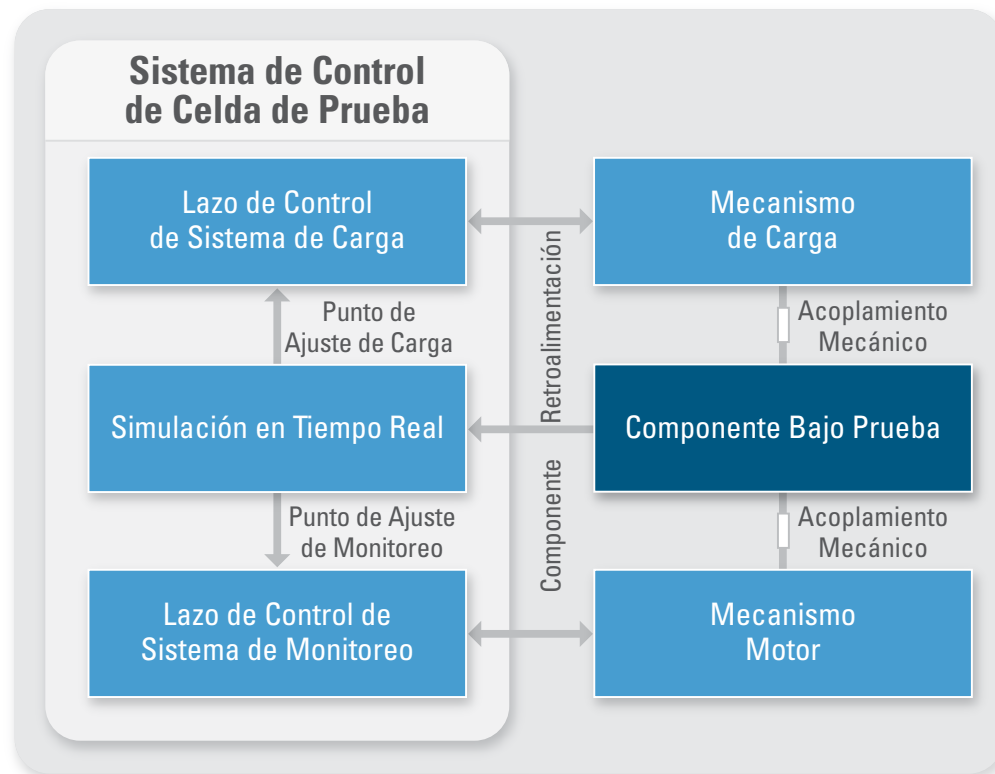 Sistema de Control
de Celda de Prueba
Lazo de Control
de Sistema de Carga
Mecanismo
de Carga
Punto de
Ajuste de Carga
Retroalimentación
Acoplamiento
Mecánico
Simulación en Tiempo Real
Componente Bajo Prueba
Punto de Ajuste
de Monitoreo
Componente
Acoplamiento
Mecánico
Lazo de Control de
Sistema de Monitoreo
Mecanismo
Motor